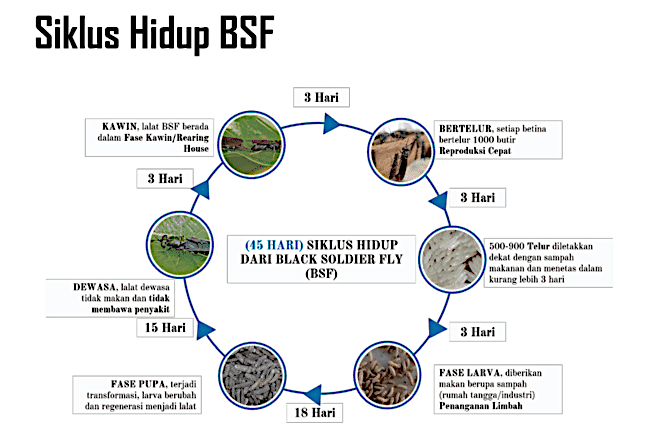 Siklus Hidup BSF
3 Hari
KAWIN, lalat BSF berada
dalam Fase Kawin/Rearing
House
BERTELUR, setiap betina
bertelur 1000 butir
Reproduksi Cepat
3 Hari
3 Hari
(45 HARI) SIKLUS HIDUP
DARI BLACK SOLDIER FLY
(BSF)
500-900 Telur diletakkan
dekat dengan sampah
makanan dan menetas dalam
kurang lebih 3 hari
DEWASA, lalat dewasa
tidak makan dan tidak
membawa penyakit
15 Hari
3 Hari
FASE PUPA, terjadi
transformasi, larva berubah
dan regenerasi menjadi lalat
FASE LARVA, diberikan
makan berupa sampah
(rumah tangga/industri)
Penanganan Limbah
18 Hari